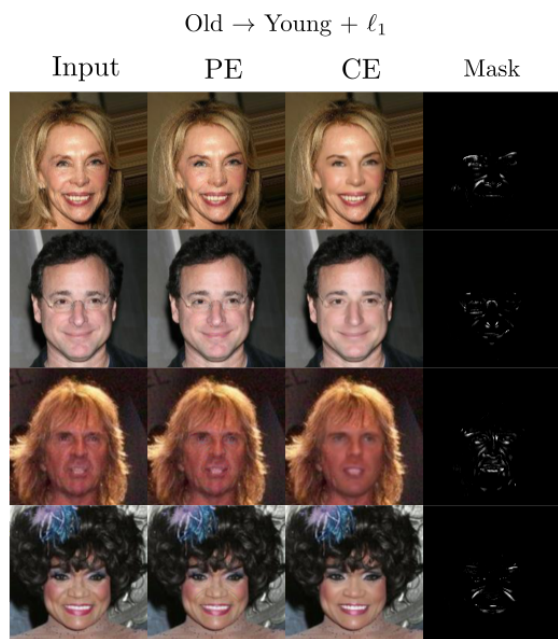 Old → Young + ℓ₁
Input PE CE Mask